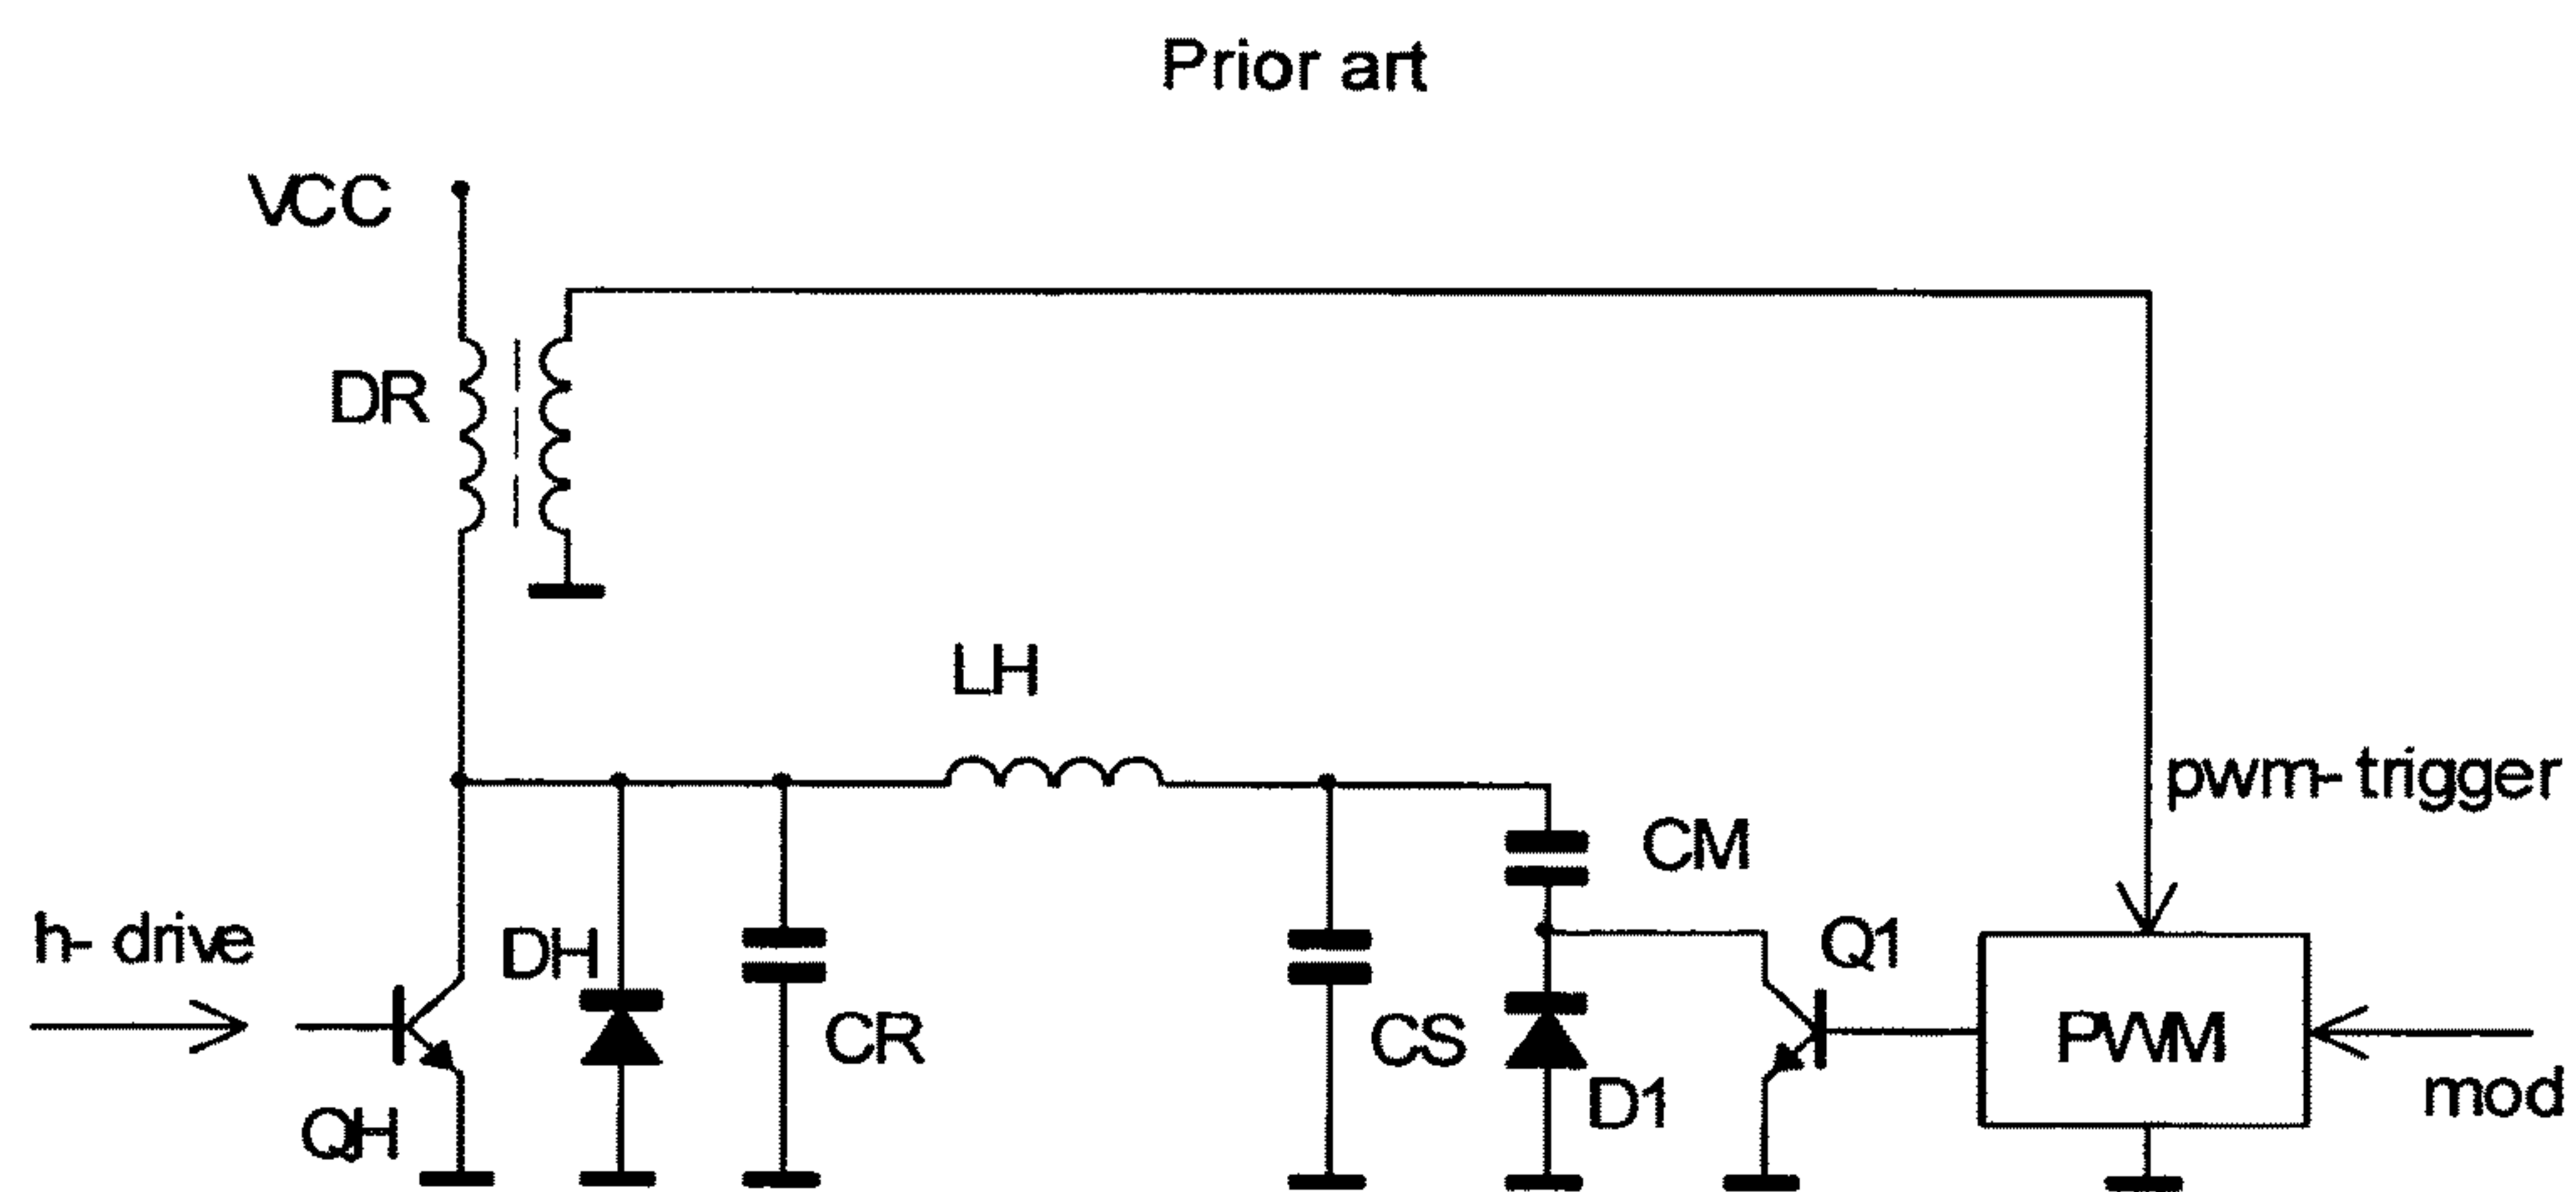 Prior art
VCC
DR
LH
pwm-trigger
CM
h-drive
DH
Q1
CR
CS
PWM
D1
mod
QH